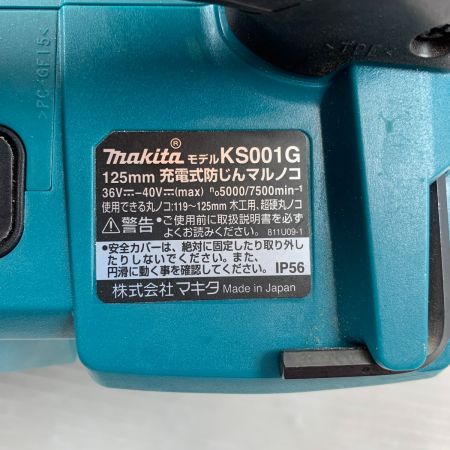 >PC-GF15<
>TPE<
makita® モデル KS001G
125mm 充電式防じんマルノコ
36V⎓-40V⎓(max) n₀5000/7500min⁻¹
使用できる丸ノコ:119~125mm 木工用、超硬丸ノコ
⚠警告 •ご使用前に取扱説明書を必ず
よくお読みください。 811U09-1
•安全カバーは、絶対に固定したり取り外し
たりしないでください。また、
円滑に動く事を確認してください。 IP56
株式会社 マキタ Made in Japan